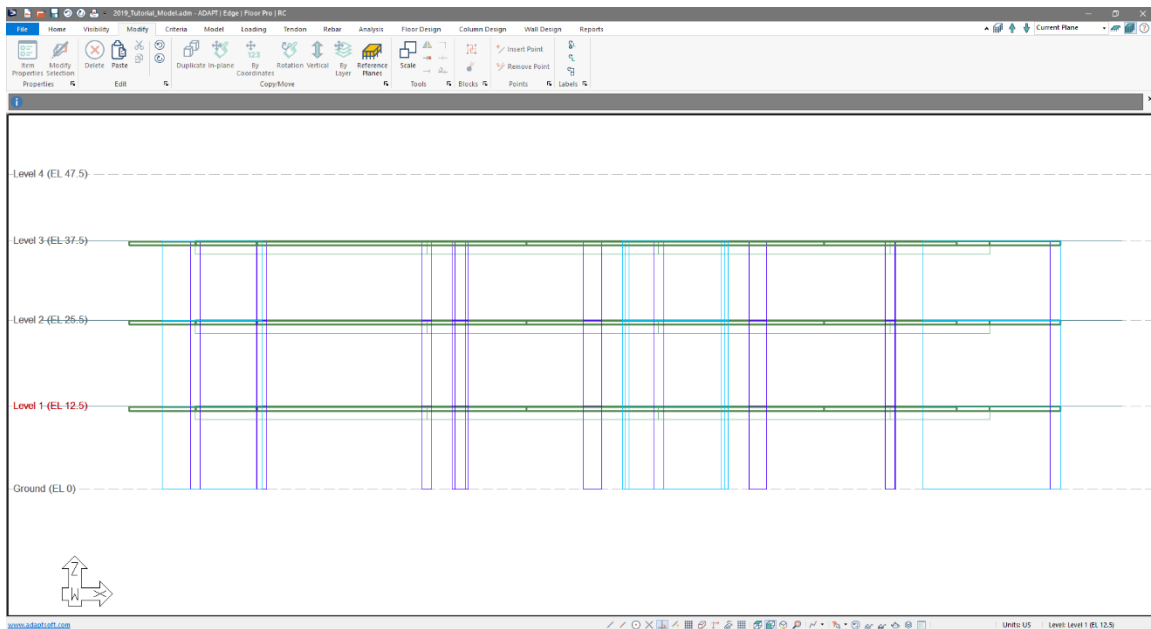 2019_Tutorial_Model.adm - ADAPT | Edge | Floor Pro | RC
File Home Visibility Modify Criteria Model Loading Tendon Rebar Analysis Floor Design Column Design Wall Design Reports
Current Plane
Item Properties
Modify Selection
Properties
Delete
Paste
Edit
Duplicate
In-plane
By Coordinates
Rotation
Vertical
By Layer
Reference Planes
Copy/Move
Scale
Tools
Blocks
Insert Point
Remove Point
Points
Labels
Level 4 (EL 47.5)
Level 3 (EL 37.5)
Level 2 (EL 25.5)
Level 1 (EL 12.5)
Ground (EL 0)
Z
W X
www.adaptsoft.com
Units: US Level: Level 1 (EL 12.5)